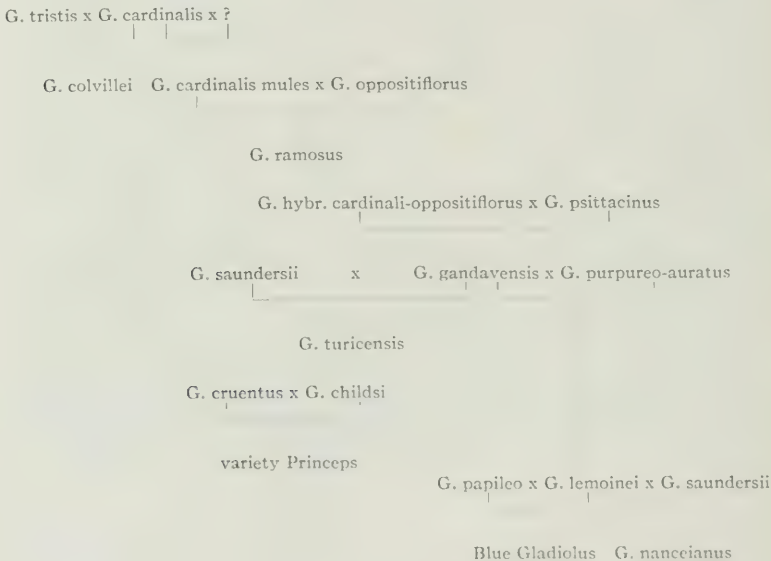 G. tristis x G. cardinalis x ?
G. colvillei G. cardinalis mules x G. oppositiflorus
G. ramosus
G. hybr. cardinali-oppositiflorus x G. psittacinus
G. saundersii x G. gandavensis x G. purpureo-auratus
G. turicensis
G. cruentus x G. childsi
variety Princeps
G. papileo x G. lemoinei x G. saundersii
Blue Gladiolus G. nanceianus